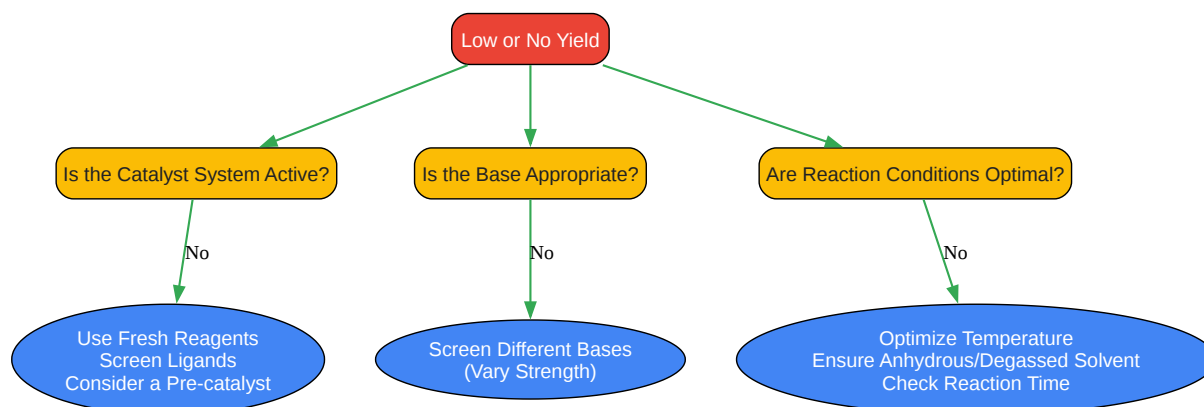 Low or No Yield
Is the Catalyst System Active?
Is the Base Appropriate?
Are Reaction Conditions Optimal?
No
No
No
Use Fresh Reagents
Screen Ligands
Consider a Pre-catalyst
Screen Different Bases
(Vary Strength)
Optimize Temperature
Ensure Anhydrous/Degassed Solvent
Check Reaction Time